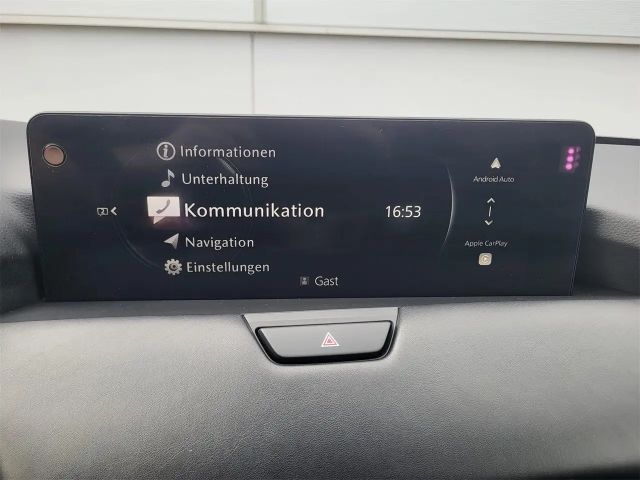 Informationen
Unterhaltung
Kommunikation
16:53
Navigation
Einstellungen
Gast
Android Auto
Apple CarPlay